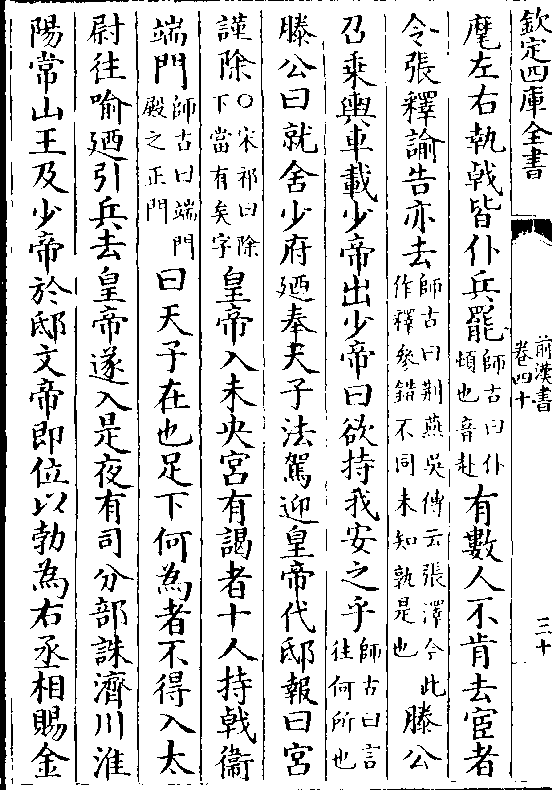 欽定四庫全書
前漢書
卷四十
三十
麾左右執戟皆仆兵罷師古曰仆頓也音赴有數人不肯去宦者
令張釋諭告亦去師古曰荆燕吳傳云張澤今此作釋參錯不同未知孰是也滕公
召乘輿車載少帝出少帝曰欲持我安之乎師古曰言往何所也
滕公曰就舍少府廼奉天子法駕迎皇帝代邸報曰宫
謹除○宋祁曰除下當有矣字皇帝入未央宮有謁者十人持戟衞
端門師古曰端門殿之正門曰天子在也足下何為者不得入太
尉往喻廼引兵去皇帝遂入是夜有司分部誅濟川淮
陽常山王及少帝於邸文帝即位以勃為右丞相賜金